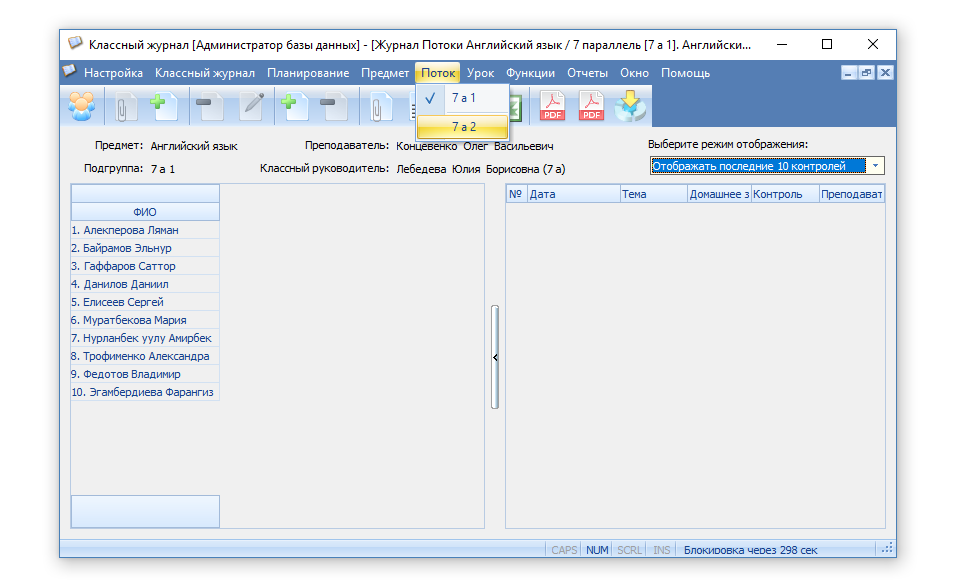 Классный журнал [Администратор базы данных] - [Журнал Потоки Английский язык / 7 параллель [7 а 1]. Английски...
Настройка Классный журнал Планирование Предмет Поток Урок Функции Отчеты Окно Помощь
7 а 1
7 а 2
PDF PDF
Предмет: Английский язык Преподаватель: Концевенко Олег Васильевич Выберите режим отображения:
Подгруппа: 7 а 1 Классный руководитель: Лебедева Юлия Борисовна (7 а) Отображать последние 10 контролей
№ Дата Тема Домашнее з Контроль Преподават
ФИО
1. Алекперова Ляман
2. Байрамов Эльнур
3. Гаффаров Саттор
4. Данилов Даниил
5. Елисеев Сергей
6. Муратбекова Мария
7. Нурланбек уулу Амирбек
8. Трофименко Александра
9. Федотов Владимир
10. Эгамбердиева Фарангиз
CAPS NUM SCRL INS Блокировка через 298 сек